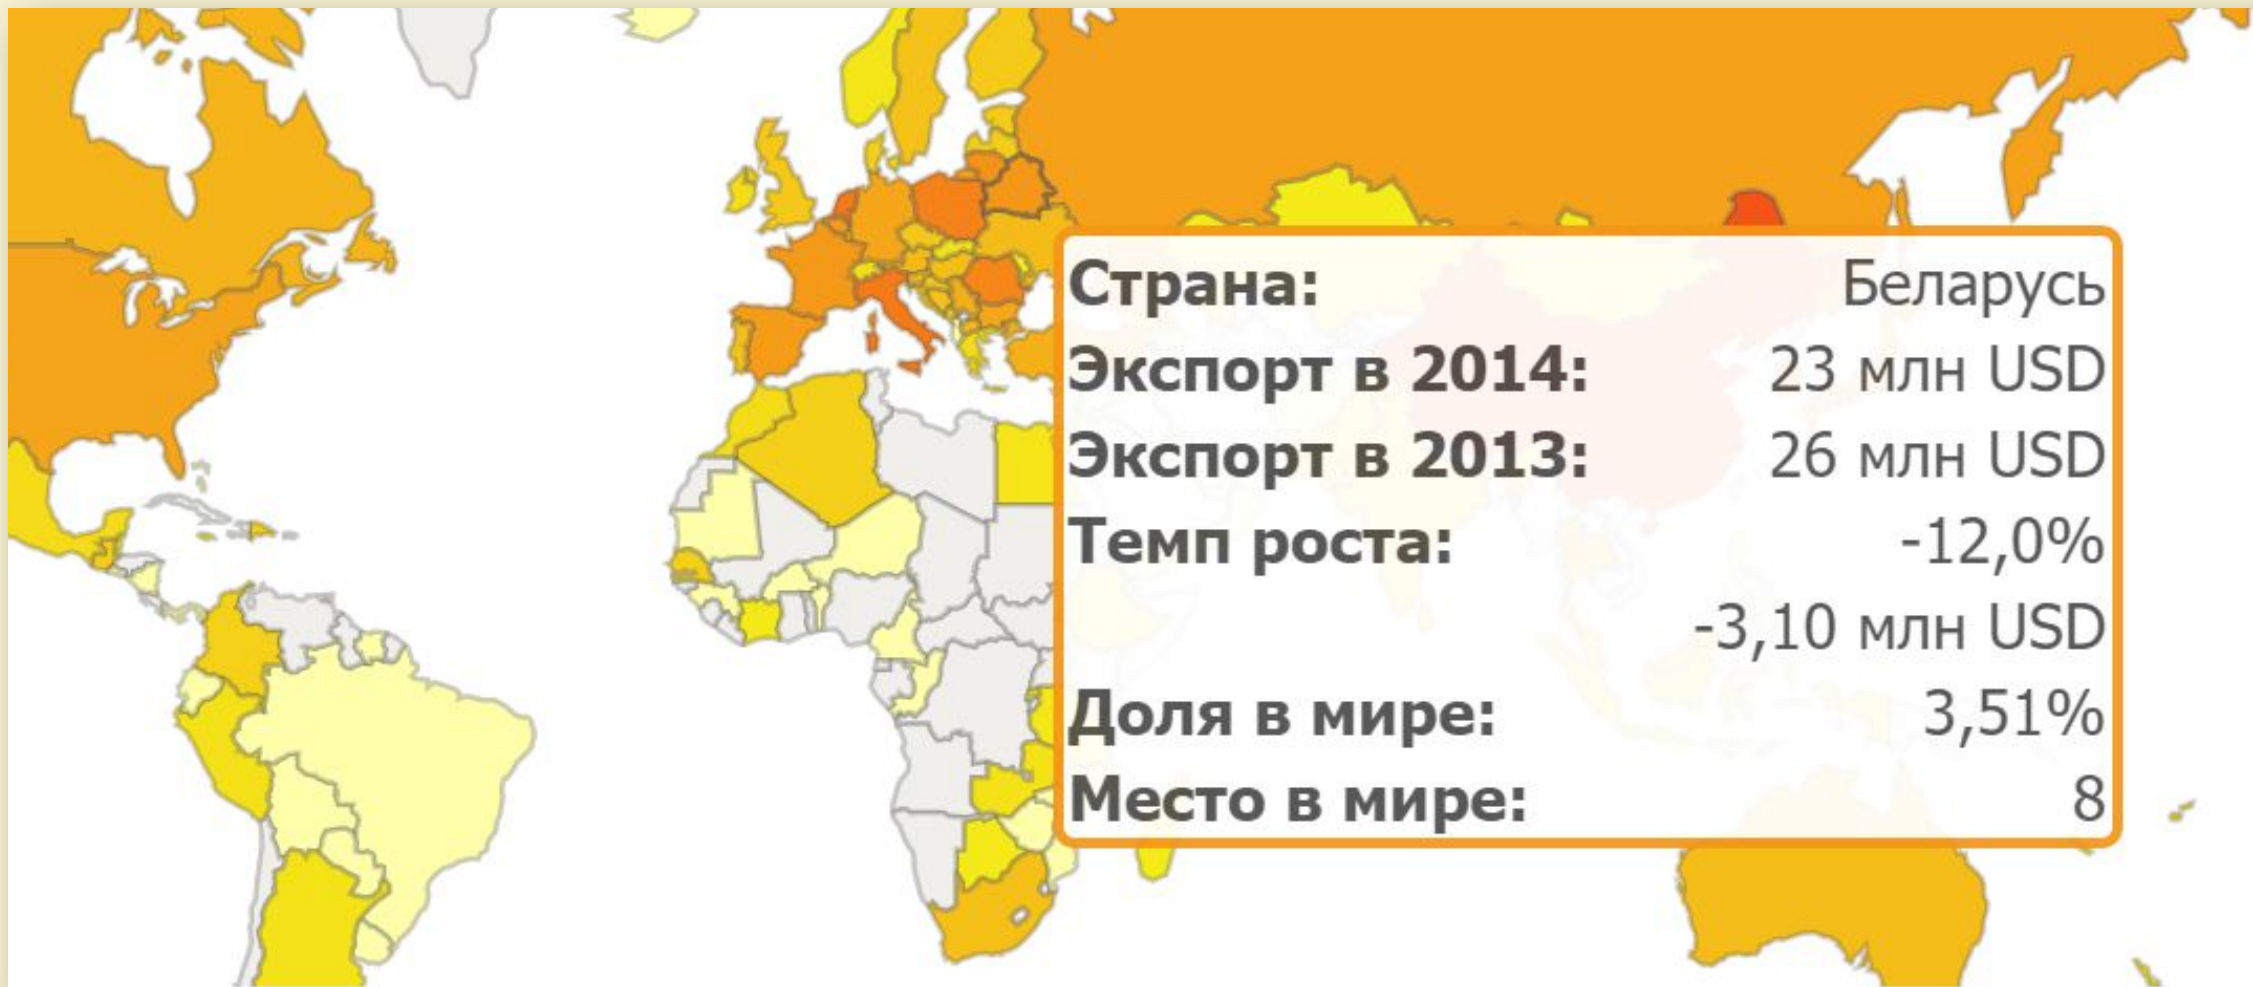 Страна: Беларусь
Экспорт в 2014: 23 млн USD
Экспорт в 2013: 26 млн USD
Темп роста: -12,0%
-3,10 млн USD
Доля в мире: 3,51%
Место в мире: 8